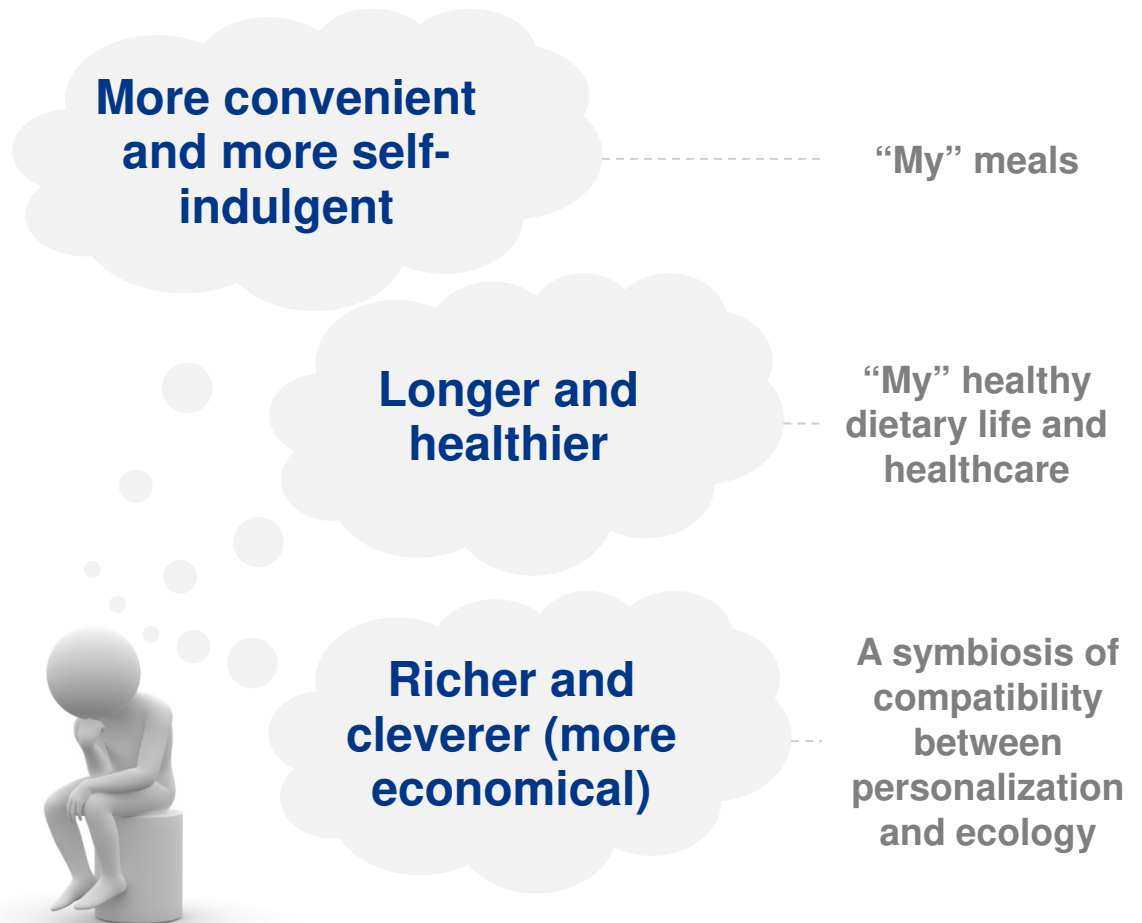 More convenient
and more self-
indulgent
“My” meals
Longer and
healthier
“My” healthy
dietary life and
healthcare
Richer and
cleverer (more
economical)
A symbiosis of
compatibility
between
personalization
and ecology